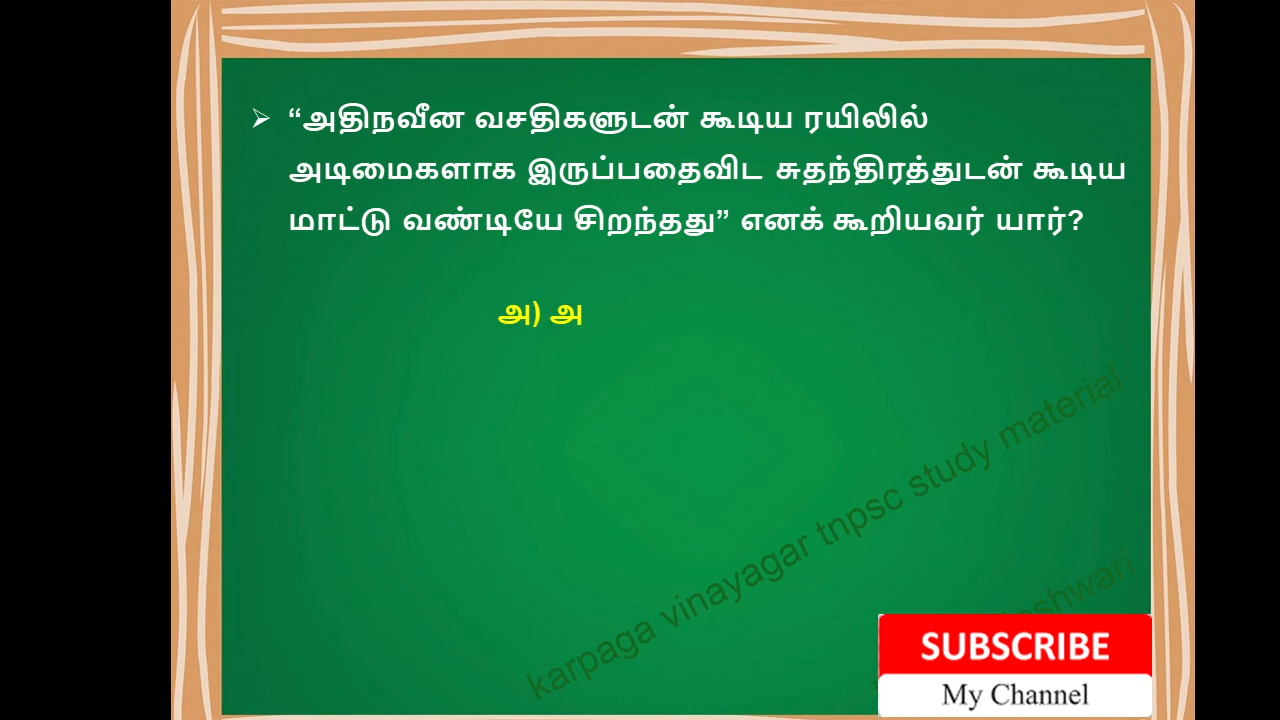 “அதிநவீன வசதிகளுடன் கூடிய ரயிலில்
அடிமைகளாக இருப்பதைவிட சுதந்திரத்துடன் கூடிய
மாட்டு வண்டியே சிறந்தது” எனக் கூறியவர் யார்?
அ) அ
karpaga vinayagar tnpsc study material
SUBSCRIBE
My Channel